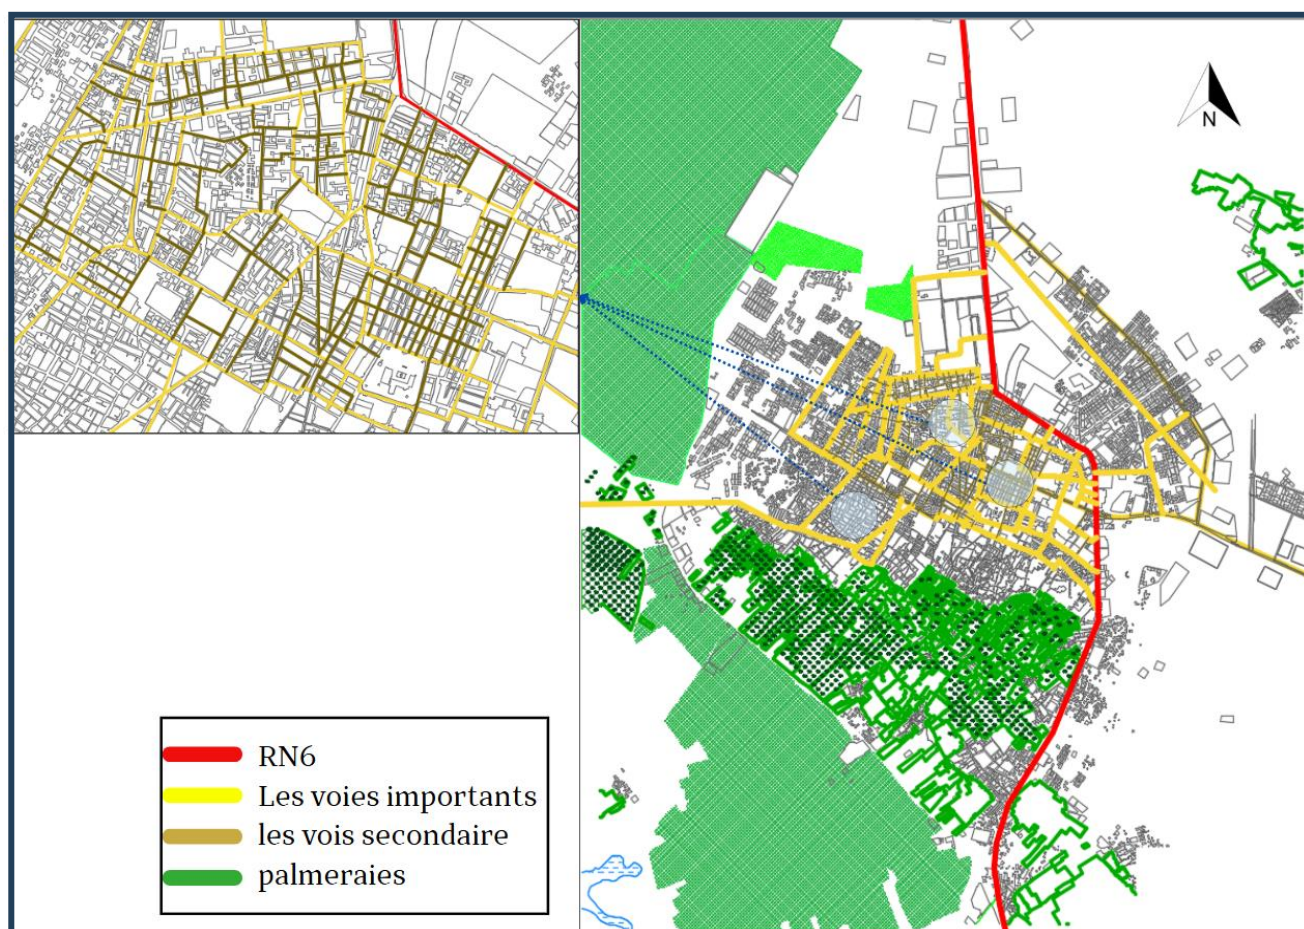 N
RN6
Les voies importants
les vois secondaire
palmeraies